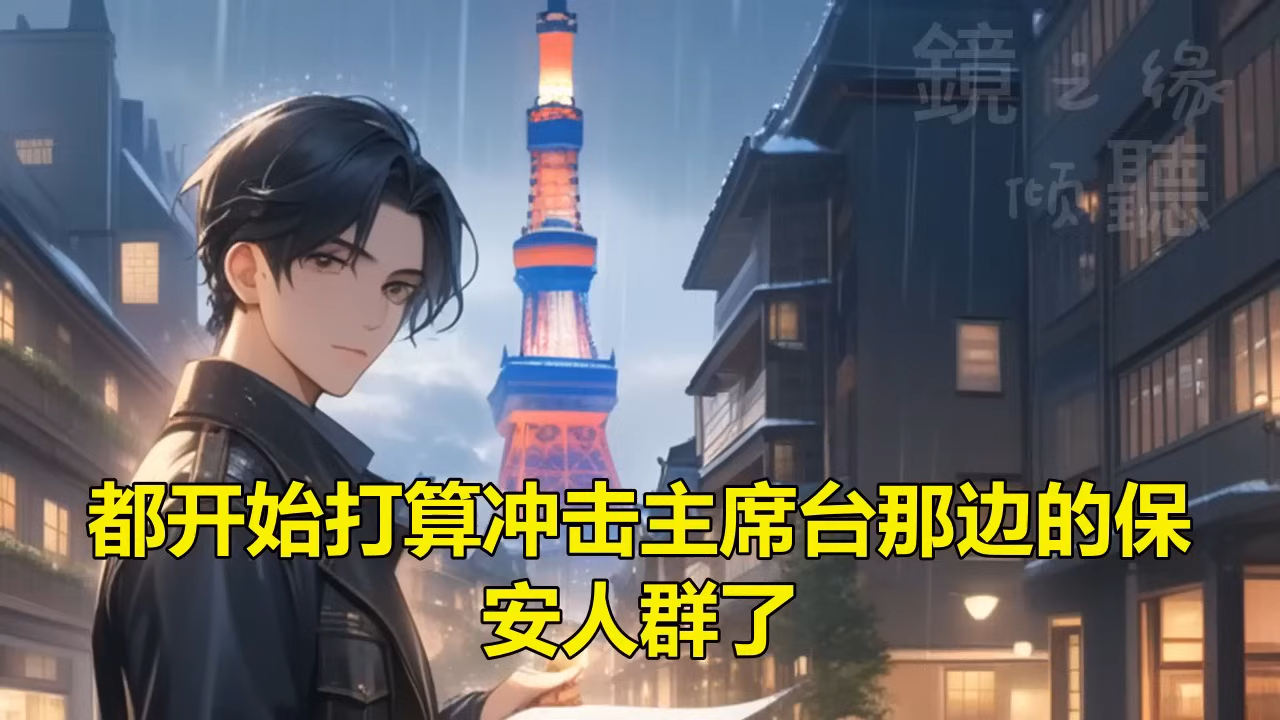 鏡之缘
倾聽
都开始打算冲击主席台那边的保
安人群了